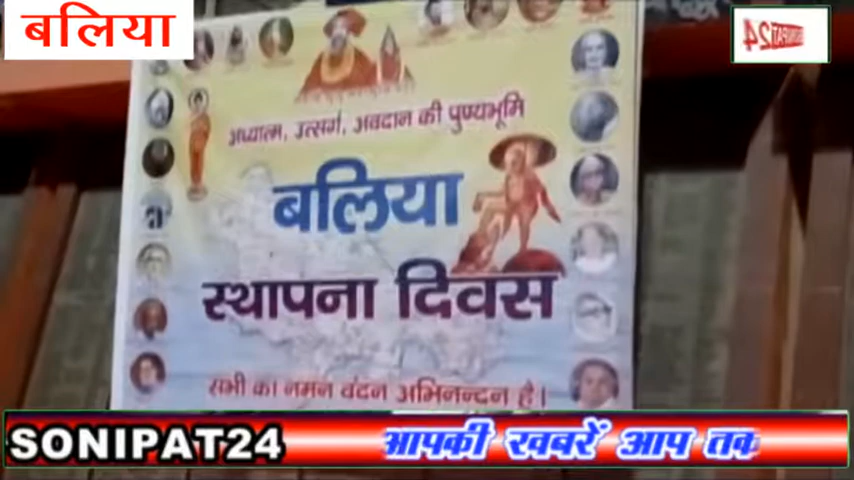 बलिया
अध्यात्म, उत्सर्ग, अवदान की पुण्यभूमि
बलिया
स्थापना दिवस
सभी का नमन वंदन अभिनन्दन है।
SONIPAT24 आपकी खबरें आप तक